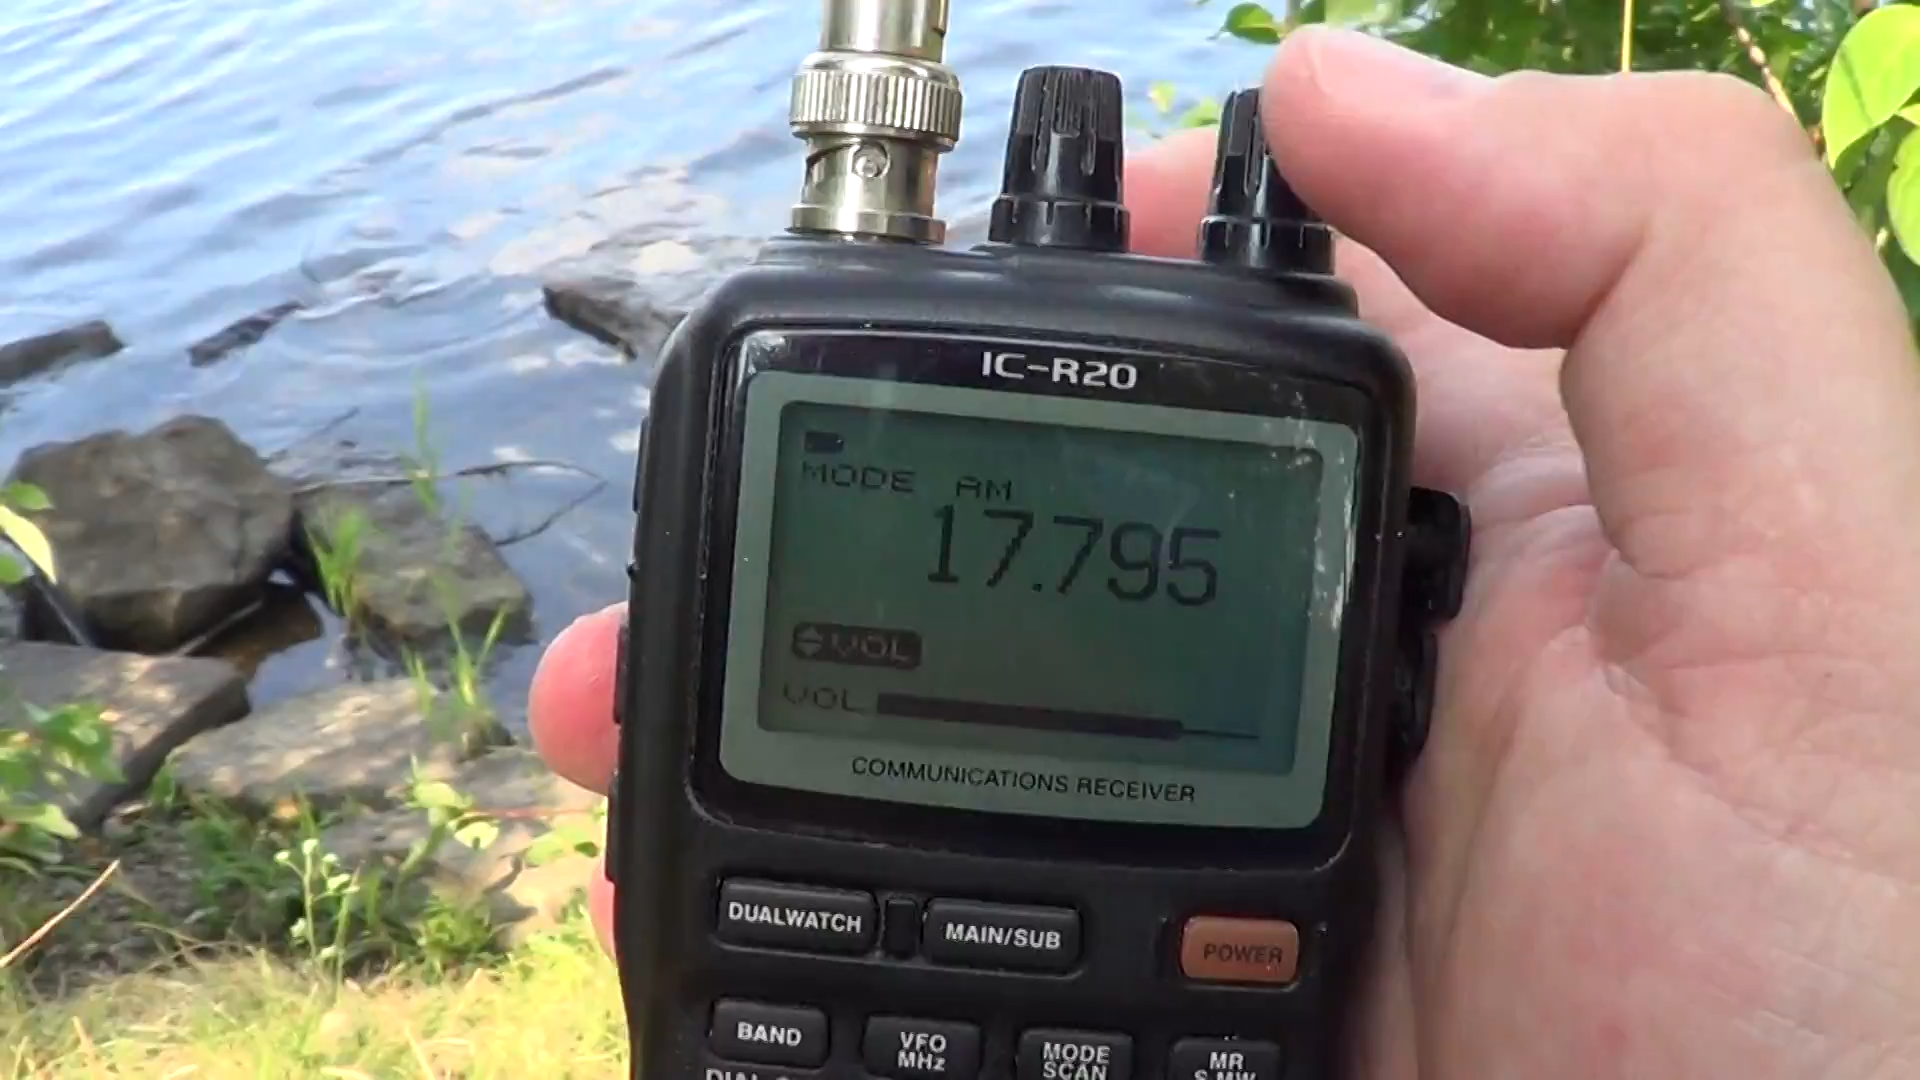 IC-R20
MODE AM
17.795
VOL
VOL
COMMUNICATIONS RECEIVER
DUALWATCH
MAIN/SUB
POWER
BAND
VFO
MHz
MODE
SCAN
MR
S.MW